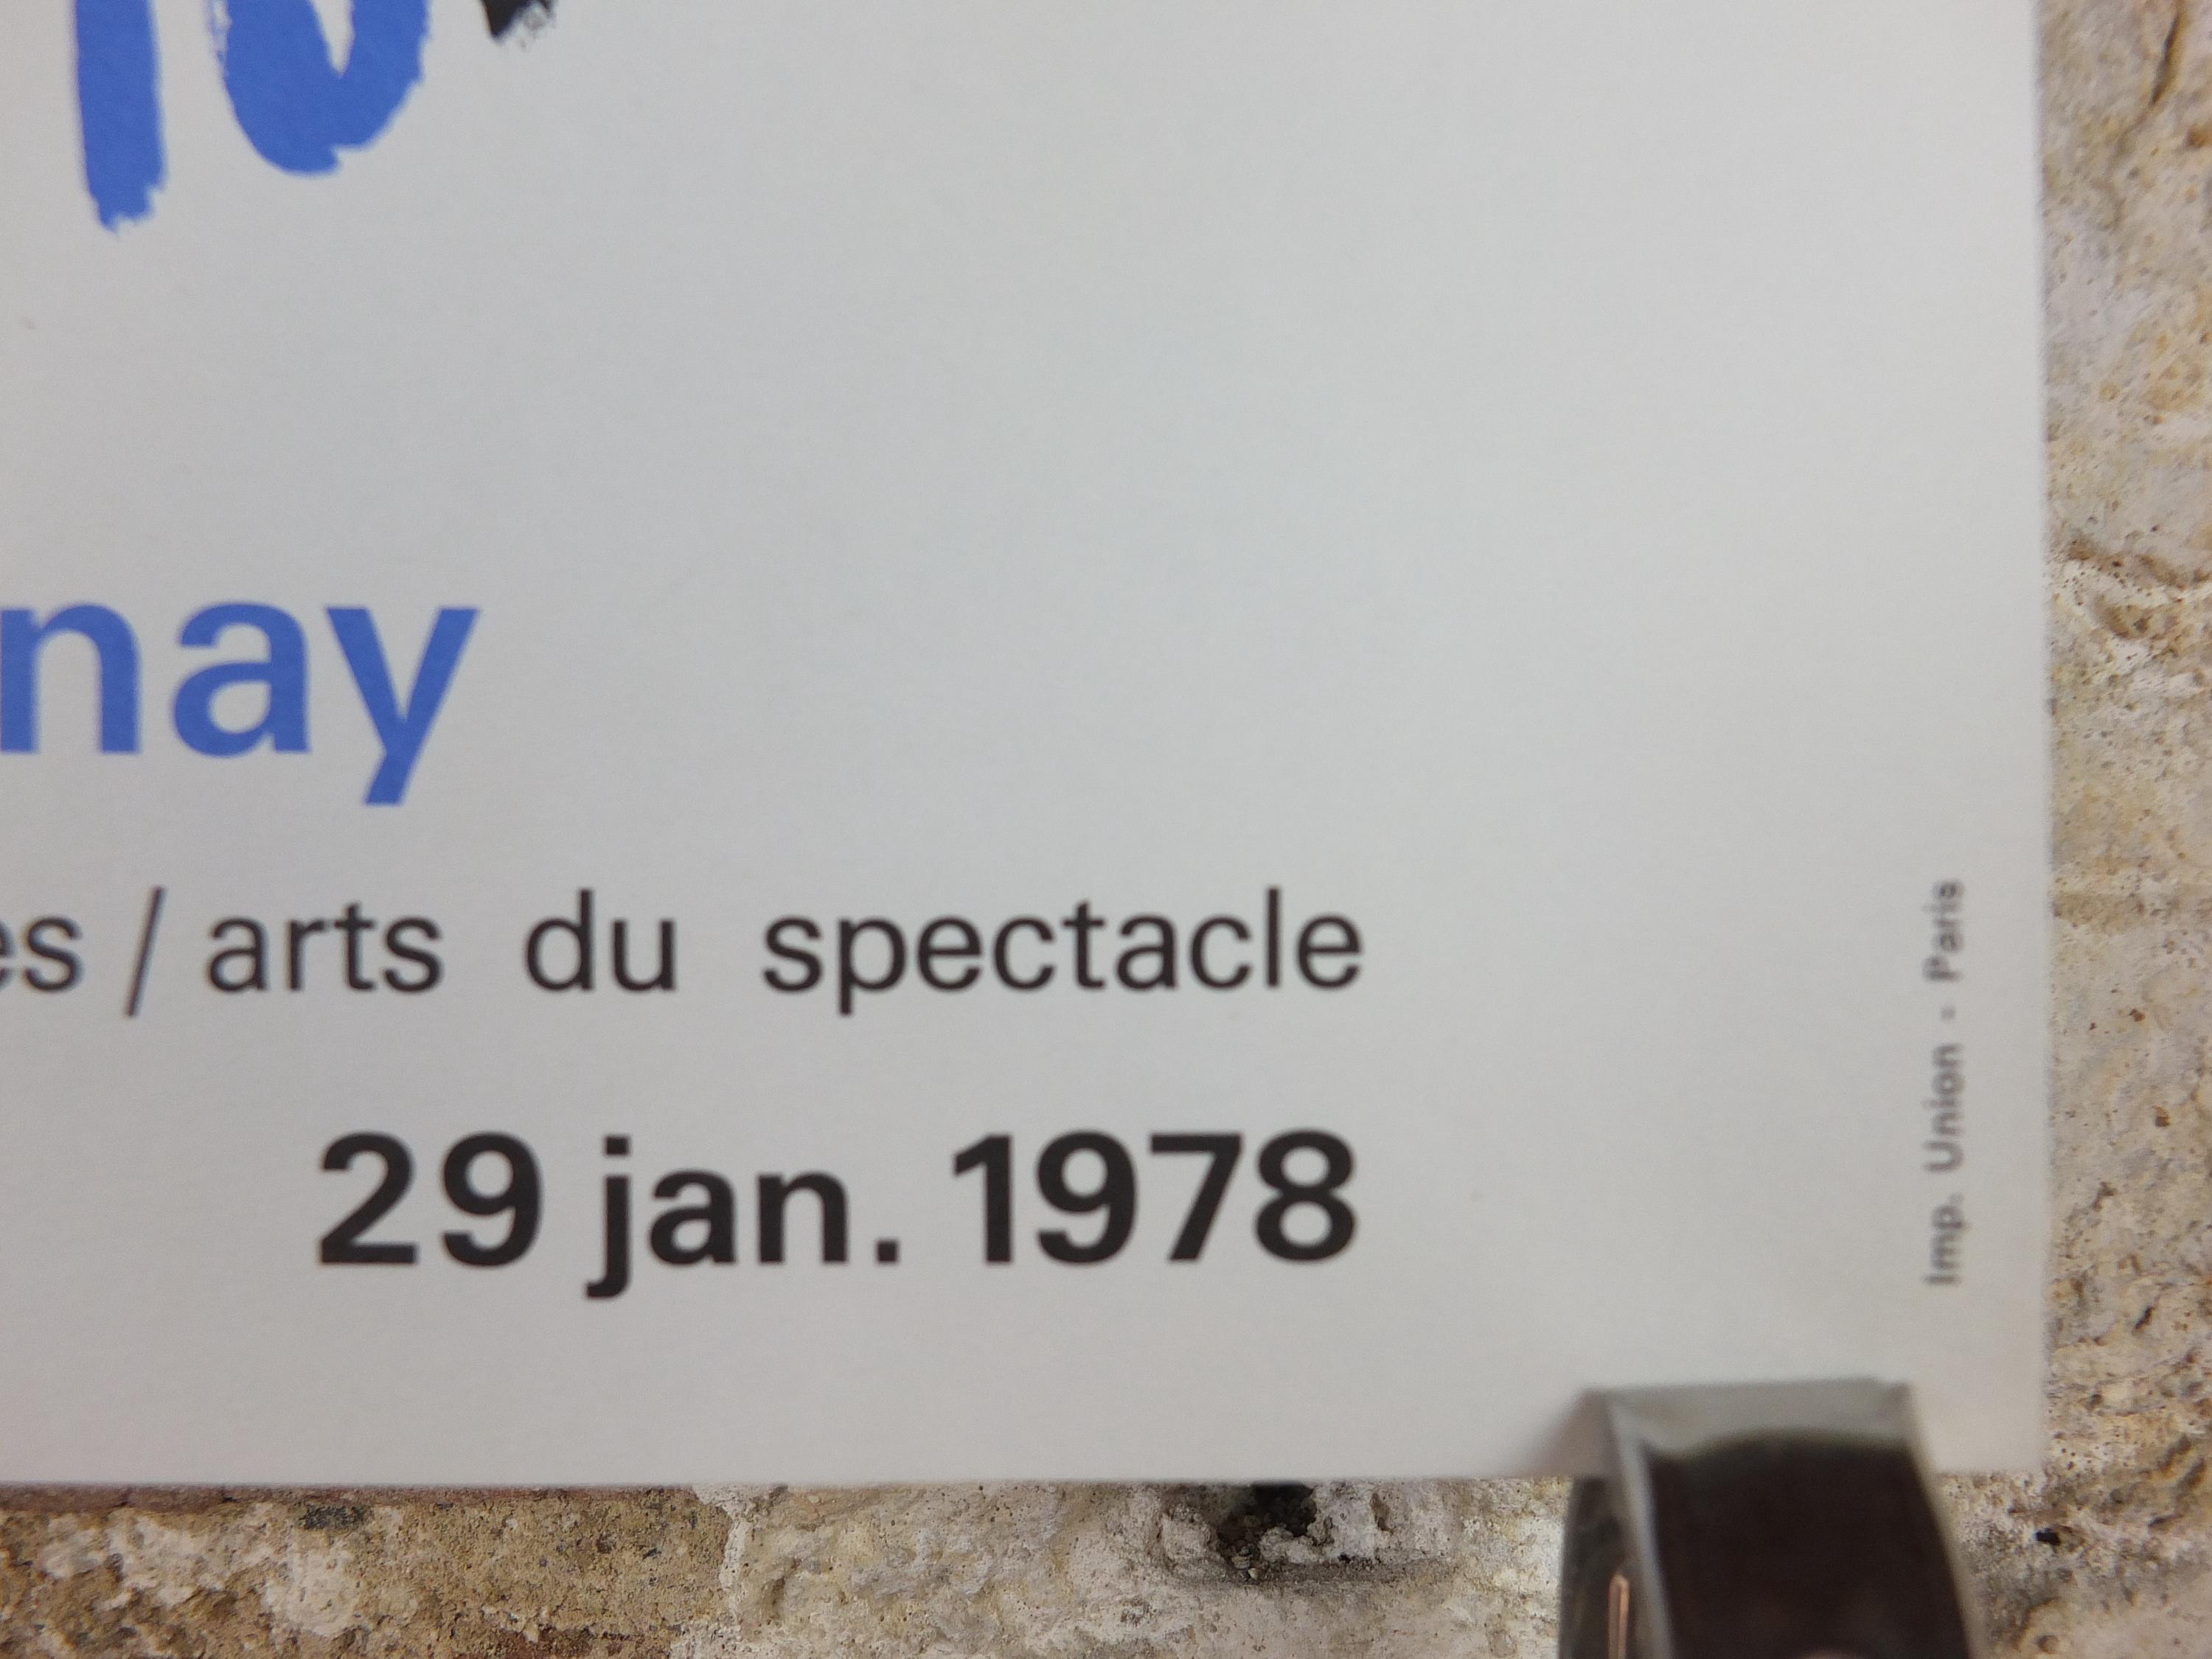 nay
es / arts du spectacle
29 jan. 1978
Imp. Union - Paris